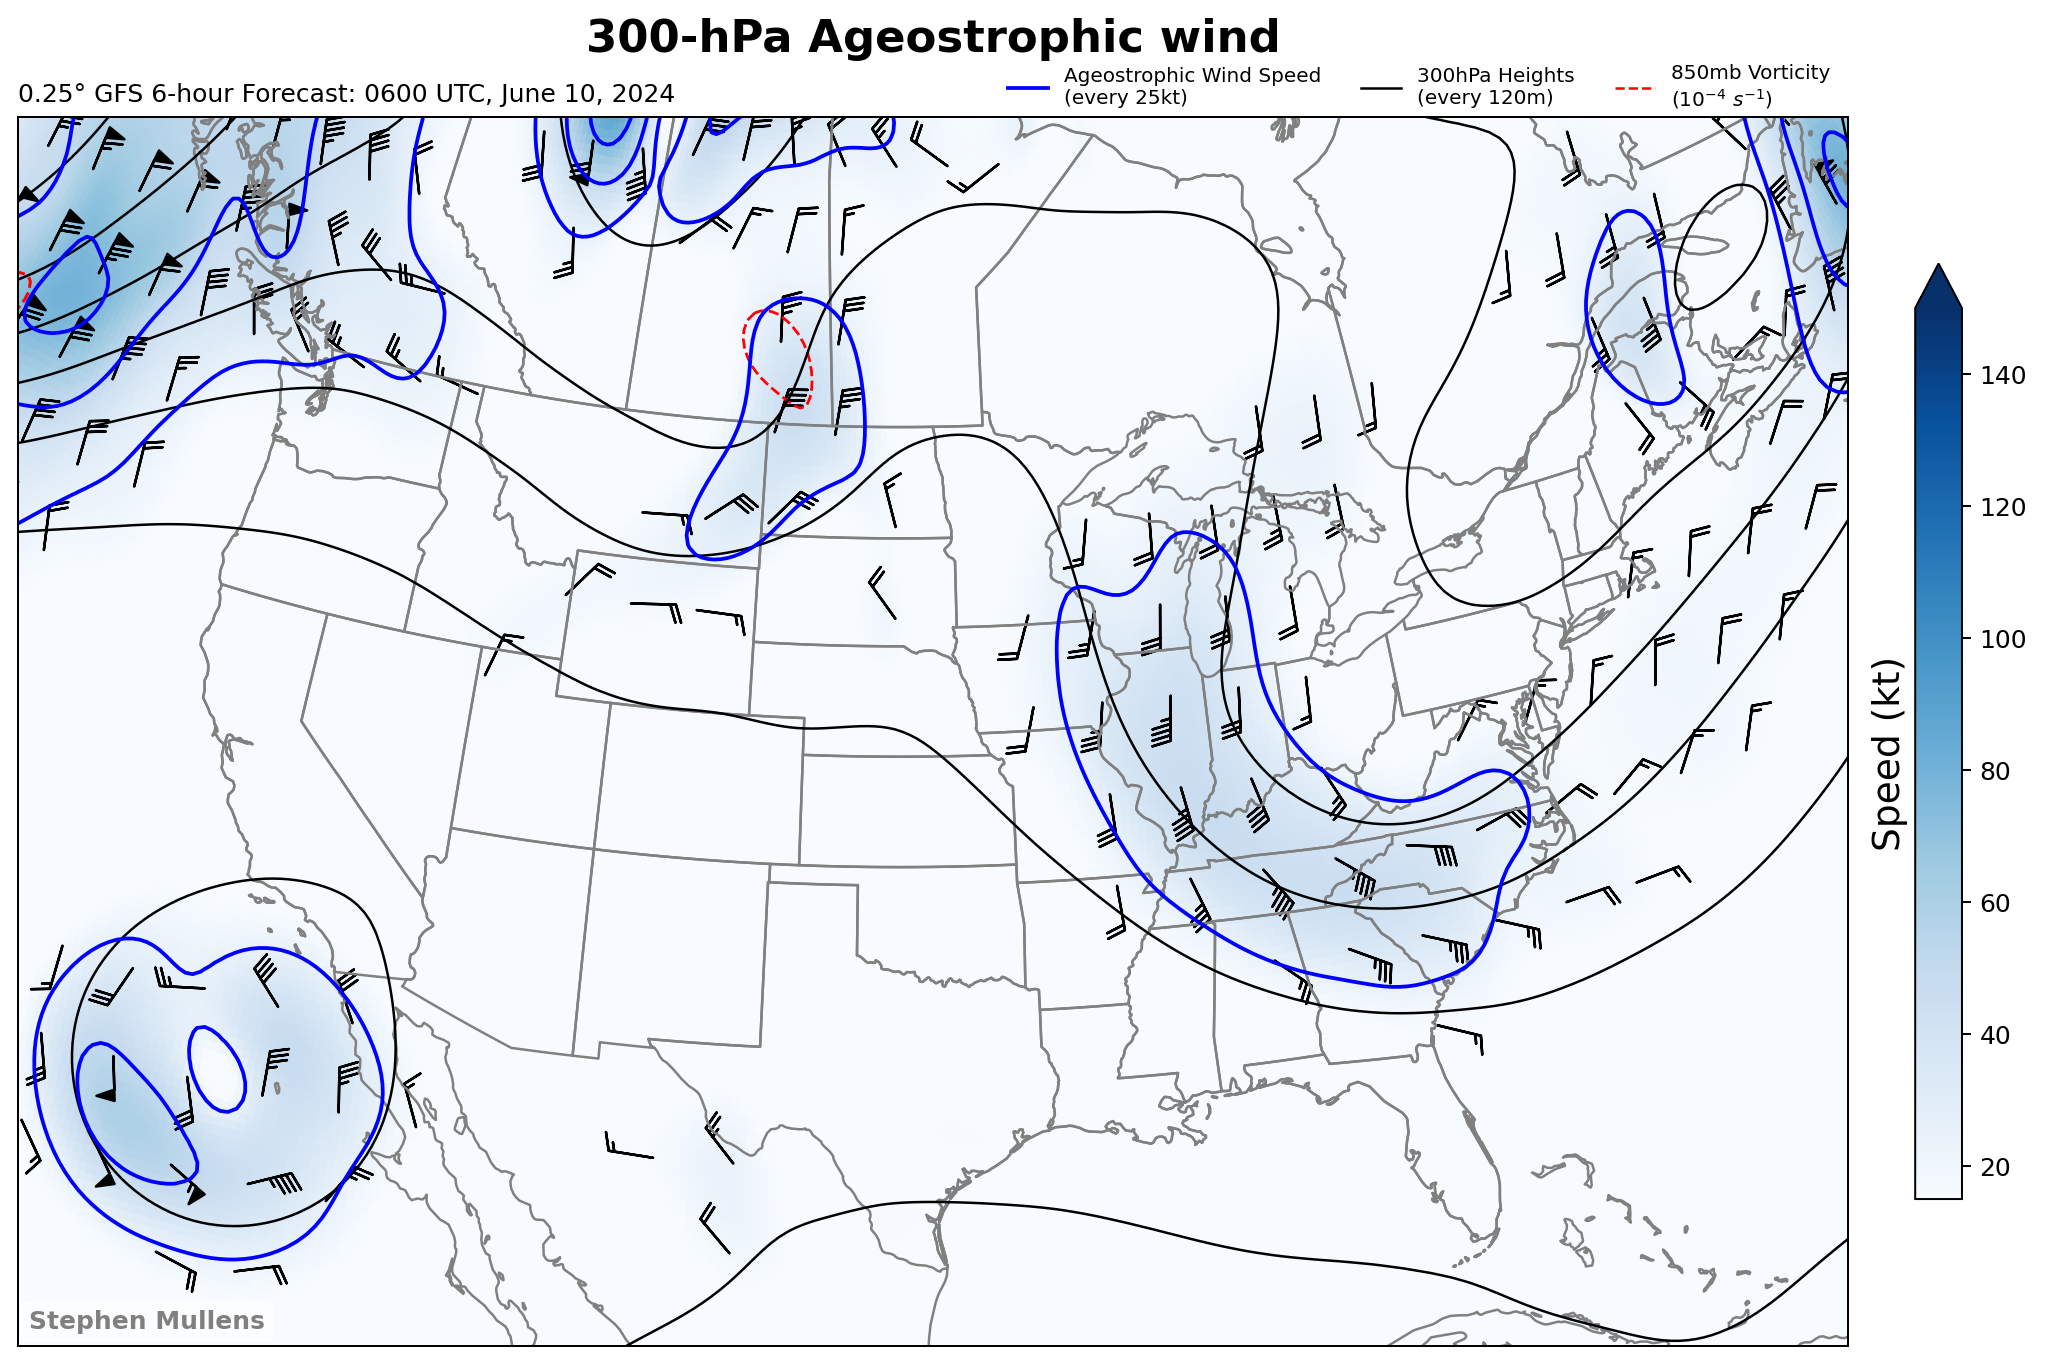 300-hPa Ageostrophic wind
0.25° GFS 6-hour Forecast: 0600 UTC, June 10, 2024
Ageostrophic Wind Speed
(every 25kt)
300hPa Heights
(every 120m)
850mb Vorticity
(10⁻⁴ s⁻¹)
140
120
100
80
60
40
20
Speed (kt)
Stephen Mullens